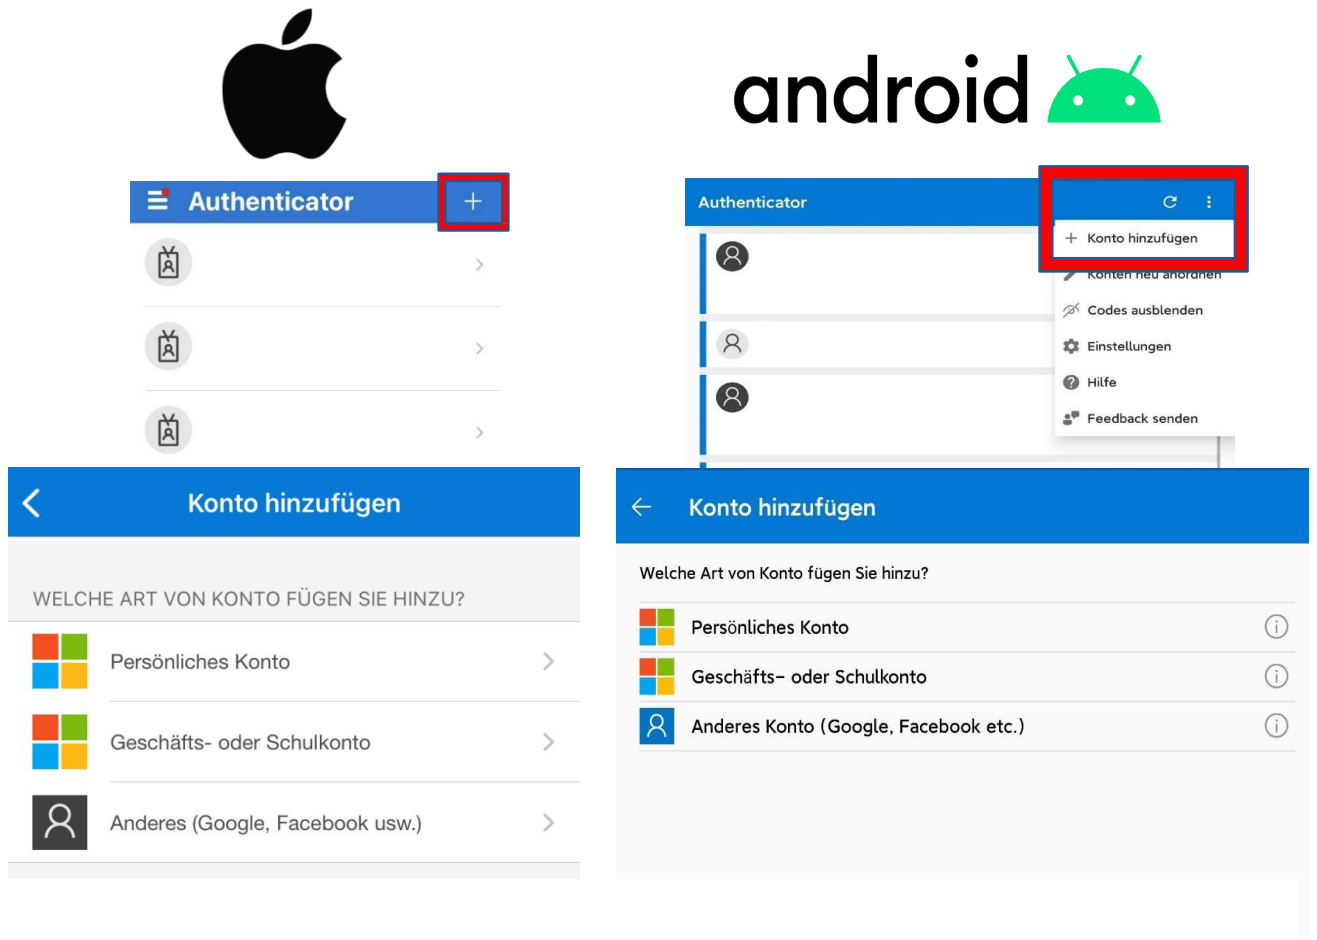 android
Authenticator
Authenticator
Konto hinzufügen
Konten neu anordnen
Codes ausblenden
Einstellungen
Hilfe
Feedback senden
Konto hinzufügen
WELCHE ART VON KONTO FÜGEN SIE HINZU?
Persönliches Konto
Geschäfts- oder Schulkonto
Anderes (Google, Facebook usw.)
Konto hinzufügen
Welche Art von Konto fügen Sie hinzu?
Persönliches Konto
Geschäfts- oder Schulkonto
Anderes Konto (Google, Facebook etc.)